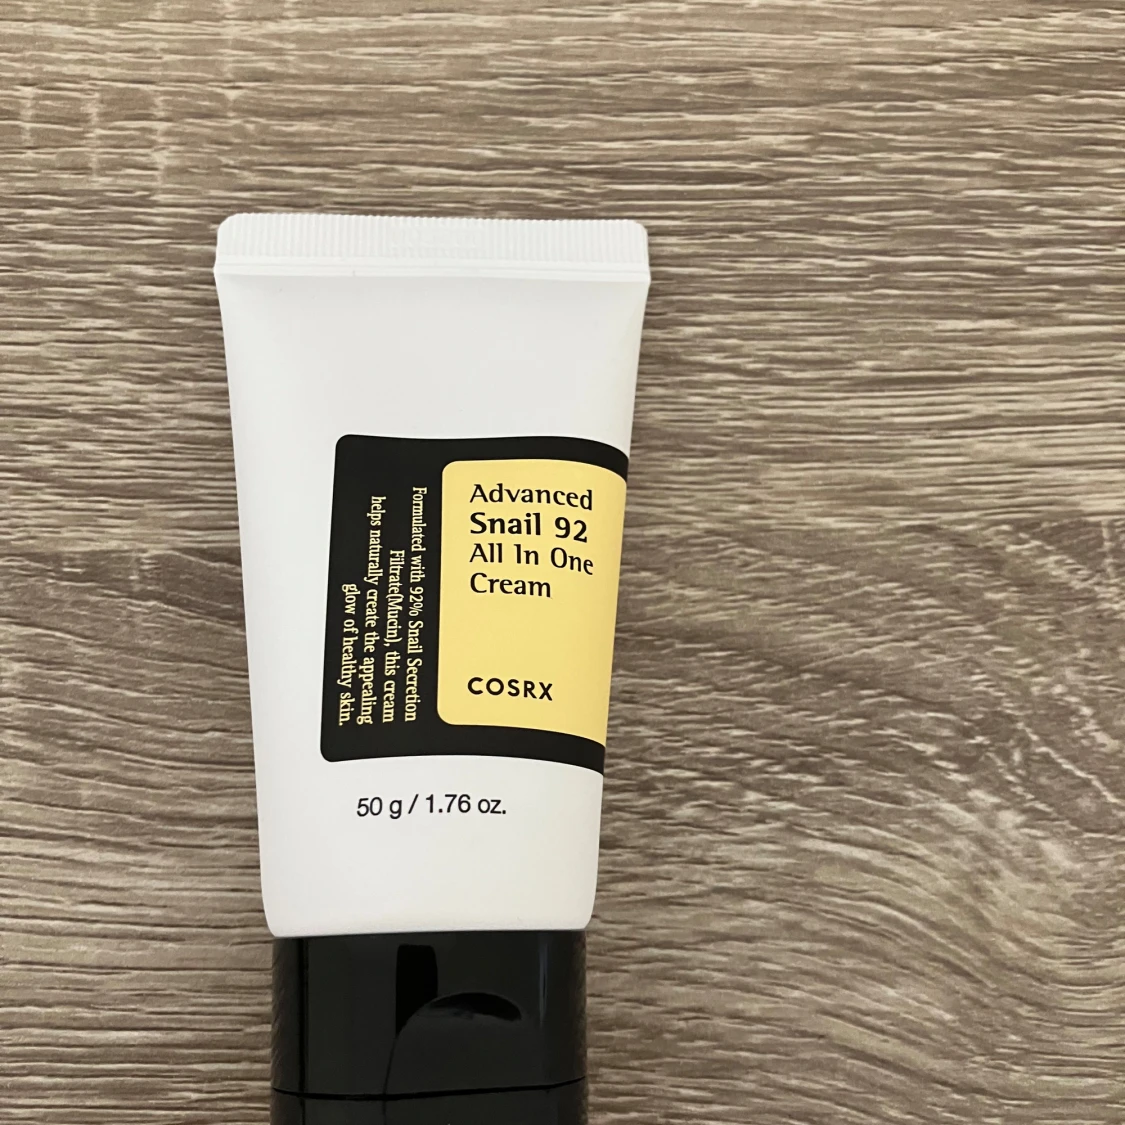 Advanced
Snail 92
All In One
Cream
COSRX
Formulated with 92% Snail Secretion
Filtrate(Mucin), this cream
helps naturally create the appealing
glow of healthy skin.
50 g / 1.76 oz.